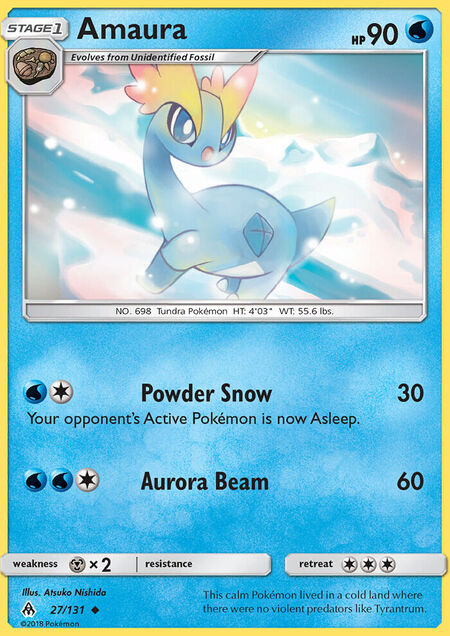 STAGE1
Amaura
HP 90
Evolves from Unidentified Fossil
NO. 698 Tundra Pokémon HT: 4'03" WT: 55.6 lbs.
Powder Snow 30
Your opponent's Active Pokémon is now Asleep.
Aurora Beam 60
weakness ×2 resistance retreat
Illus. Atsuko Nishida
27/131 ◆
©2018 Pokémon
This calm Pokémon lived in a cold land where
there were no violent predators like Tyrantrum.